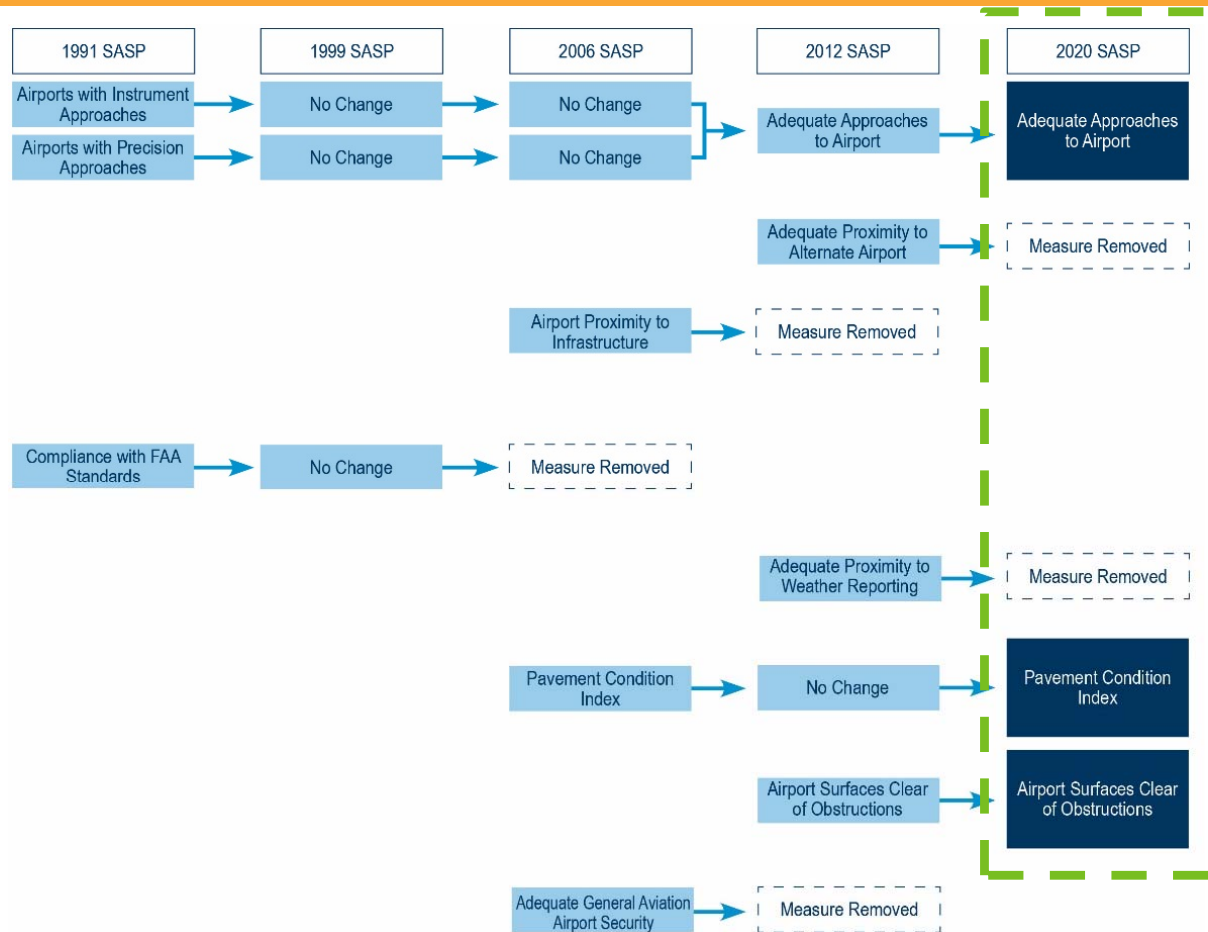 1991 SASP
1999 SASP
2006 SASP
2012 SASP
2020 SASP
Airports with Instrument
Approaches
No Change
No Change
Airports with Precision
Approaches
No Change
No Change
Adequate Approaches
to Airport
Adequate Approaches
to Airport
Adequate Proximity to
Alternate Airport
Measure Removed
Airport Proximity to
Infrastructure
Measure Removed
Compliance with FAA
Standards
No Change
Measure Removed
Adequate Proximity to
Weather Reporting
Measure Removed
Pavement Condition
Index
No Change
Pavement Condition
Index
Airport Surfaces Clear
of Obstructions
Airport Surfaces Clear
of Obstructions
Adequate General Aviation
Airport Security
Measure Removed